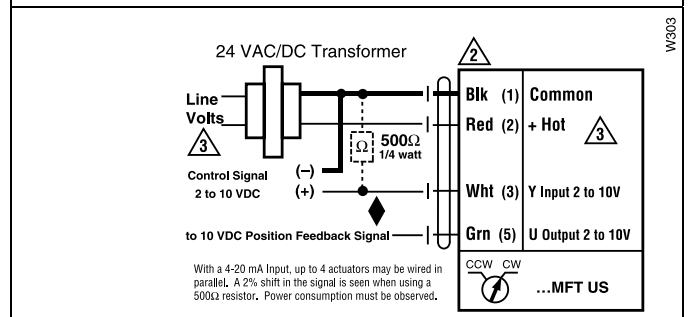 W303
24 VAC/DC Transformer
2
Line
Volts
3
Blk (1) Common
Red (2) + Hot
3
Ω
500Ω
1/4 watt
Control Signal
2 to 10 VDC
(–)
(+)
Wht (3) Y Input 2 to 10V
to 10 VDC Position Feedback Signal
Grn (5) U Output 2 to 10V
With a 4-20 mA Input, up to 4 actuators may be wired in
parallel. A 2% shift in the signal is seen when using a
500Ω resistor. Power consumption must be observed.
CCW CW
...MFT US